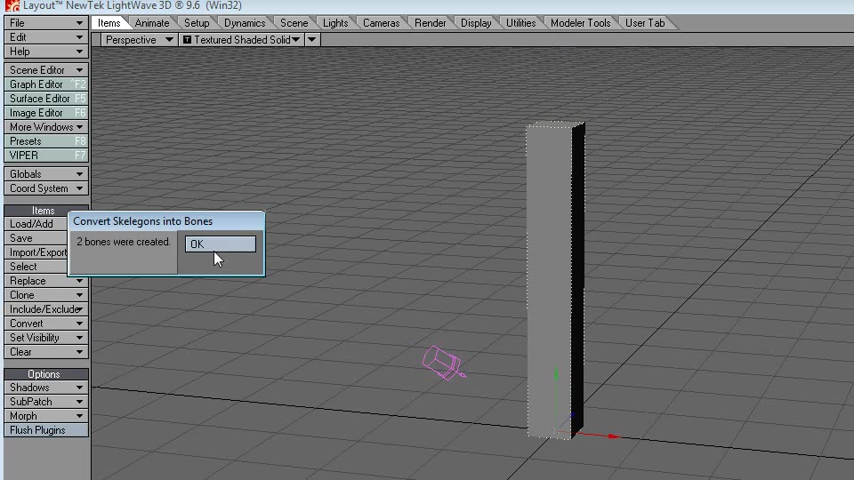 Layout™ NewTek LightWave 3D ® 9.6 (Win32)
Items Animate Setup Dynamics Scene Lights Cameras Render Display Utilities Modeler Tools User Tab
Perspective T Textured Shaded Solid
File
Edit
Help
Scene Editor
Graph Editor ^F2
Surface Editor F5
Image Editor F6
More Windows
Presets F8
VIPER F7
Globals
Coord System
Items
Load/Add
Save
Import/Export
Select
Replace
Clone
Include/Exclude
Convert
Set Visibility
Clear
Options
Shadows
SubPatch
Morph
Flush Plugins
Convert Skelegons into Bones
2 bones were created. OK